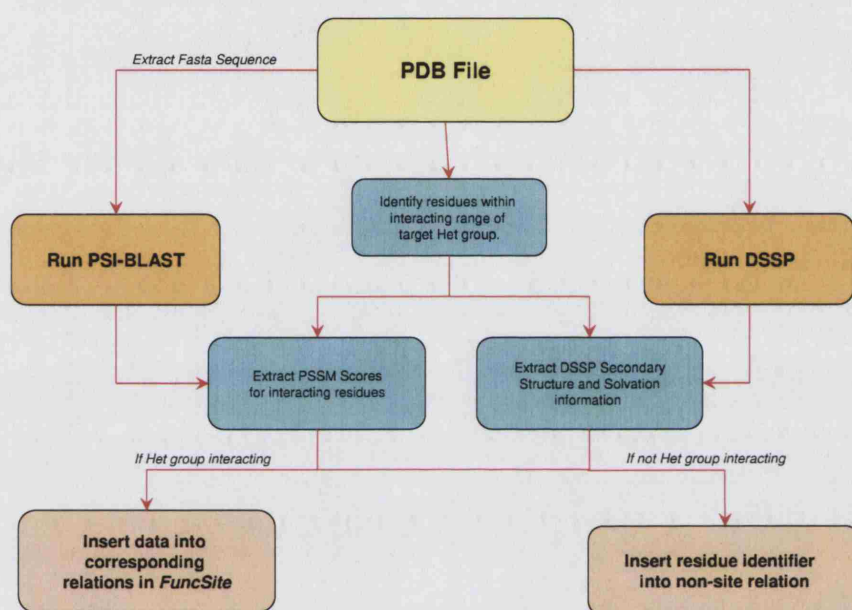 Extract Fasta Sequence
PDB File
Identify residues within
interacting range of
target Het group.
Run PSI-BLAST
Run DSSP
Extract PSSM Scores
for interacting residues
Extract DSSP Secondary
Structure and Solvation
information
If Het group interacting
If not Het group interacting
Insert data into
corresponding
relations in FuncSite
Insert residue identifier
into non-site relation